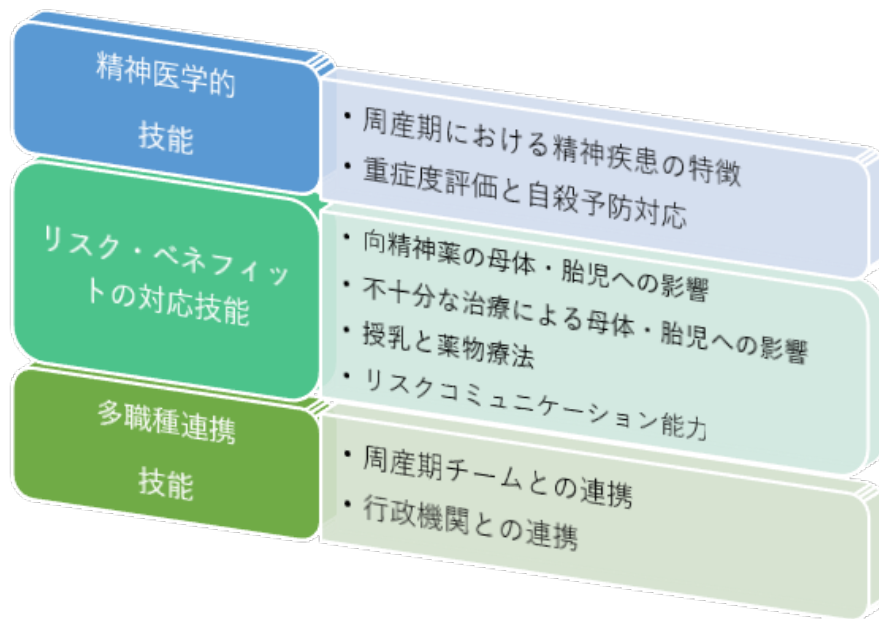 精神医学的
技能
・周産期における精神疾患の特徴
・重症度評価と自殺予防対応
リスク・ベネフィッ
トの対応技能
・向精神薬の母体・胎児への影響
・不十分な治療による母体・胎児への影響
・授乳と薬物療法
・リスクコミュニケーション能力
多職種連携
技能
・周産期チームとの連携
・行政機関との連携